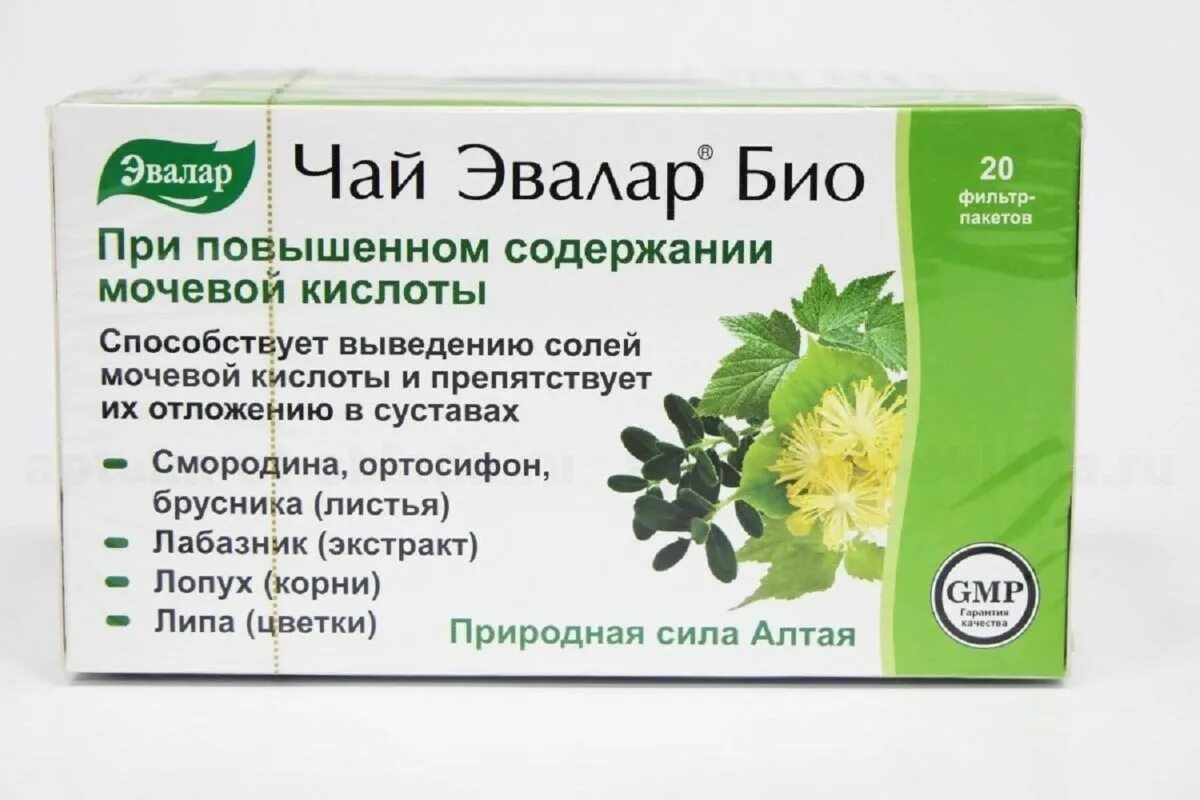 Эвалар
Чай Эвалар® Био
При повышенном содержании
мочевой кислоты
Способствует выведению солей
мочевой кислоты и препятствует
их отложению в суставах
Смородина, ортосифон,
брусника (листья)
Лабазник (экстракт)
Лопух (корни)
Липа (цветки)
Природная сила Алтая
20
фильтр-
пакетов
GMP
Гарантия
качества